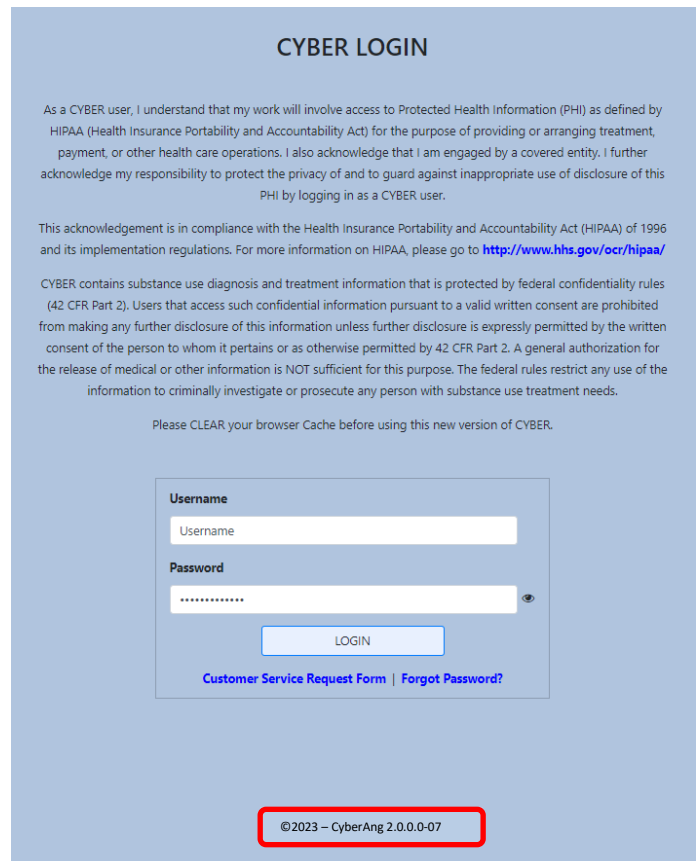 CYBER LOGIN
As a CYBER user, I understand that my work will involve access to Protected Health Information (PHI) as defined by
HIPAA (Health Insurance Portability and Accountability Act) for the purpose of providing or arranging treatment,
payment, or other health care operations. I also acknowledge that I am engaged by a covered entity. I further
acknowledge my responsibility to protect the privacy of and to guard against inappropriate use of disclosure of this
PHI by logging in as a CYBER user.
This acknowledgement is in compliance with the Health Insurance Portability and Accountability Act (HIPAA) of 1996
and its implementation regulations. For more information on HIPAA, please go to http://www.hhs.gov/ocr/hipaa/
CYBER contains substance use diagnosis and treatment information that is protected by federal confidentiality rules
(42 CFR Part 2). Users that access such confidential information pursuant to a valid written consent are prohibited
from making any further disclosure of this information unless further disclosure is expressly permitted by the written
consent of the person to whom it pertains or as otherwise permitted by 42 CFR Part 2. A general authorization for
the release of medical or other information is NOT sufficient for this purpose. The federal rules restrict any use of the
information to criminally investigate or prosecute any person with substance use treatment needs.
Please CLEAR your browser Cache before using this new version of CYBER.
Username
Username
Password
•••••••••••••
LOGIN
Customer Service Request Form | Forgot Password?
©2023 – CyberAng 2.0.0.0-07